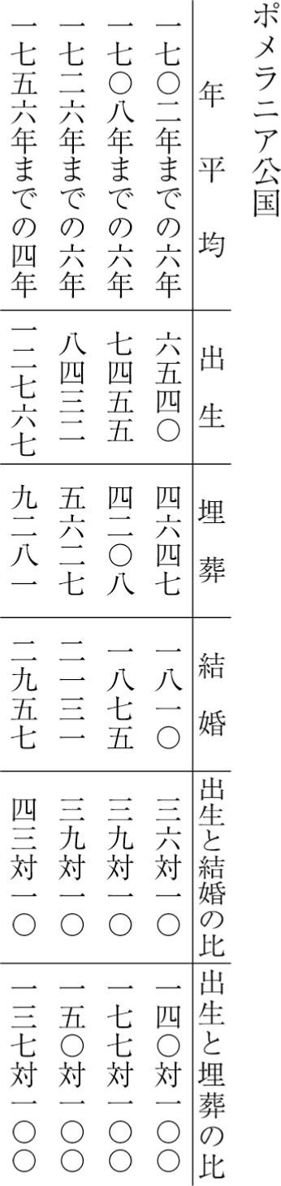 ポメラニア公国
年平均 出生 埋葬 結婚 出生と結婚の比 出生と埋葬の比
一七〇二年までの六年 六五四〇 四六四七 一八一〇 三六対一〇 一四〇対一〇〇
一七〇八年までの六年 七四五五 四二〇八 一八七五 三九対一〇 一七七対一〇〇
一七二六年までの六年 八四三二 五六二七 二一三一 三九対一〇 一五〇対一〇〇
一七五六年までの四年 一二七六七 九二八一 二九五七 四三対一〇 一三七対一〇〇